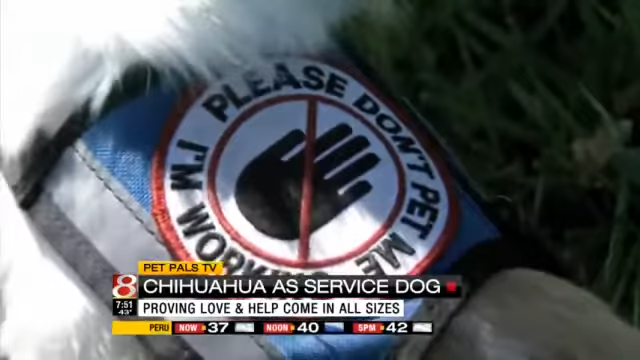 PLEASE DON'T PET ME
I'M WORKING
PET PALS TV
8
CHIHUAHUA AS SERVICE DOG
7:51
43°
PROVING LOVE & HELP COME IN ALL SIZES
PERU NOW 37 NOON 40 5PM 42